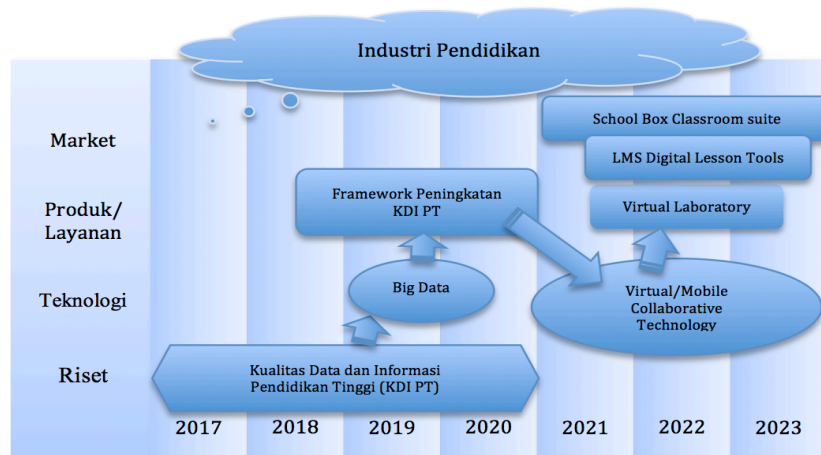 Industri Pendidikan
Market
School Box Classroom suite
LMS Digital Lesson Tools
Produk/
Layanan
Framework Peningkatan
KDI PT
Virtual Laboratory
Teknologi
Big Data
Virtual/Mobile
Collaborative
Technology
Riset
Kualitas Data dan Informasi
Pendidikan Tinggi (KDI PT)
2017
2018
2019
2020
2021
2022
2023